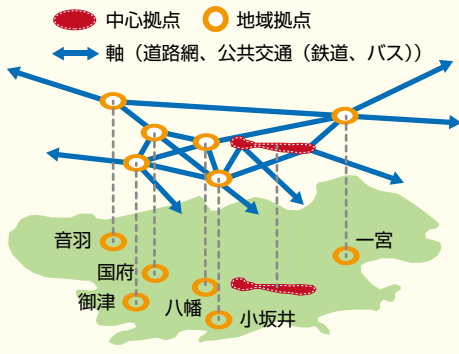 中心拠点 地域拠点
軸（道路網、公共交通（鉄道、バス））
音羽
一宮
国府
御津
八幡
小坂井